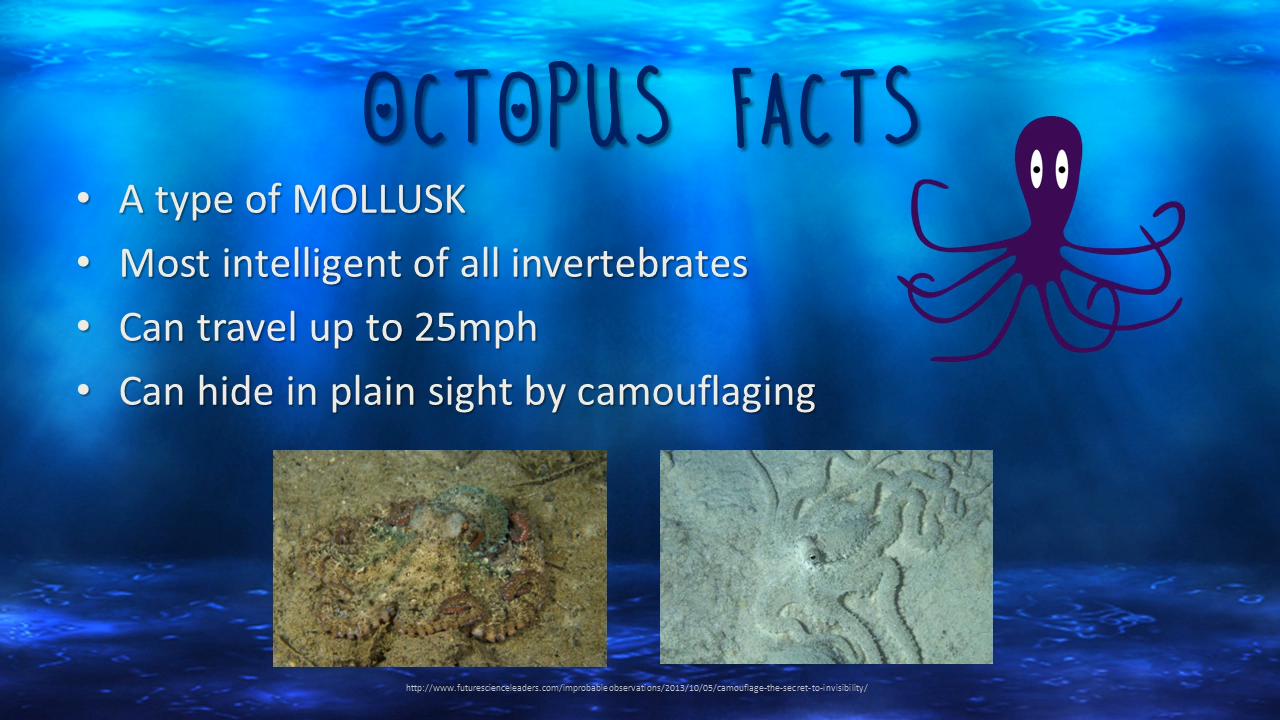 OCTOPUS FACTS
• A type of MOLLUSK
• Most intelligent of all invertebrates
• Can travel up to 25mph
• Can hide in plain sight by camouflaging
http://www.futurescienceleaders.com/improbableobservations/2013/10/05/camouflage-the-secret-to-invisibility/